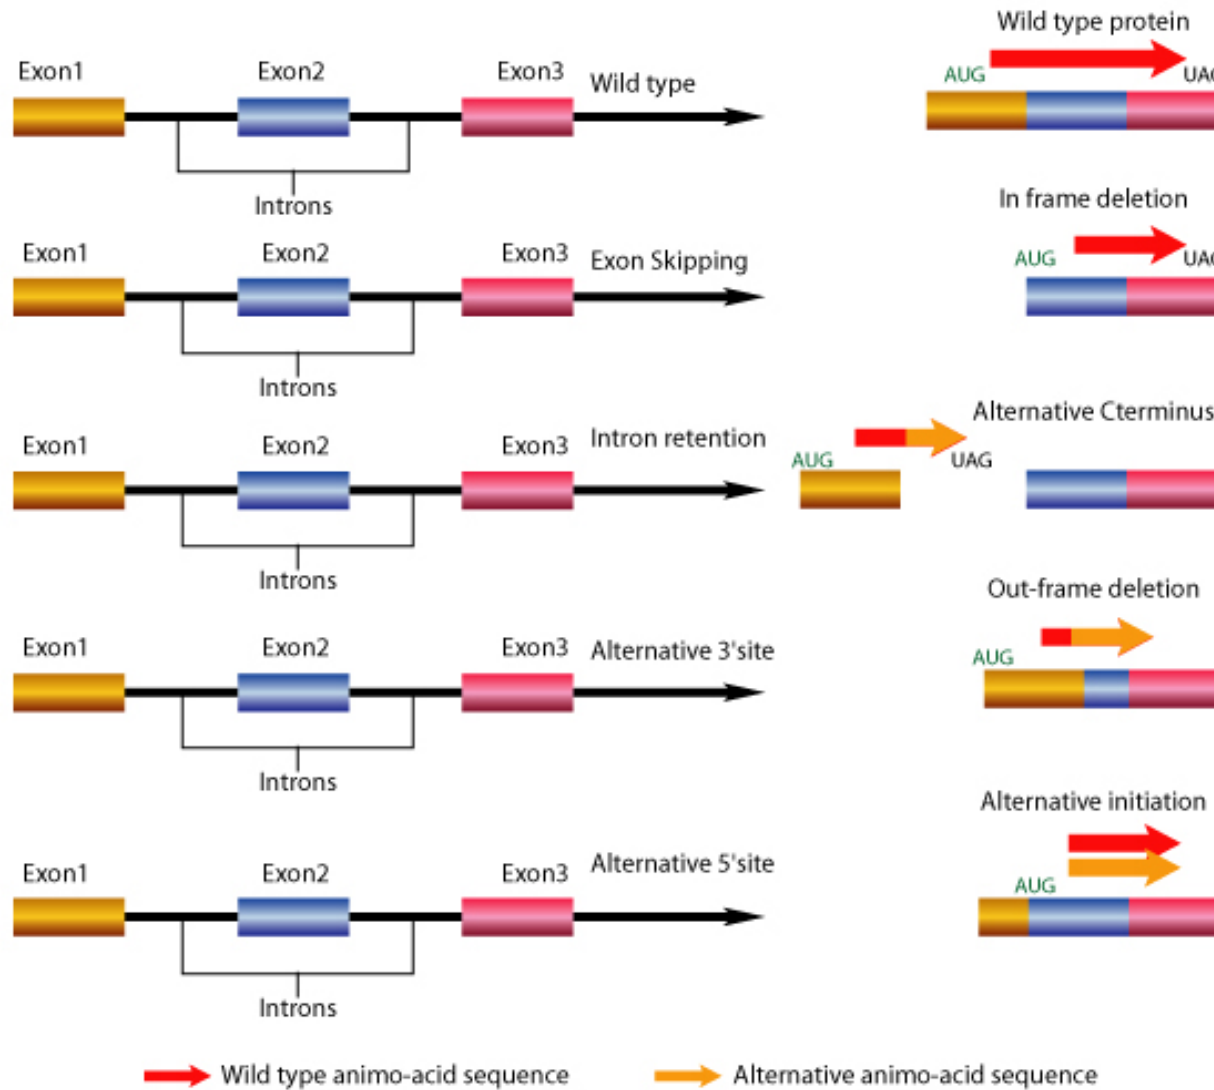 Wild type protein
Exon1 Exon2 Exon3 Wild type
AUG UAG
Introns
In frame deletion
Exon1 Exon2 Exon3 Exon Skipping
AUG UAG
Introns
Alternative Cterminus
Exon1 Exon2 Exon3 Intron retention
AUG UAG
Introns
Out-frame deletion
Exon1 Exon2 Exon3 Alternative 3'site
AUG
Introns
Alternative initiation
Exon1 Exon2 Exon3 Alternative 5'site
AUG
Introns
Wild type animo-acid sequence Alternative animo-acid sequence